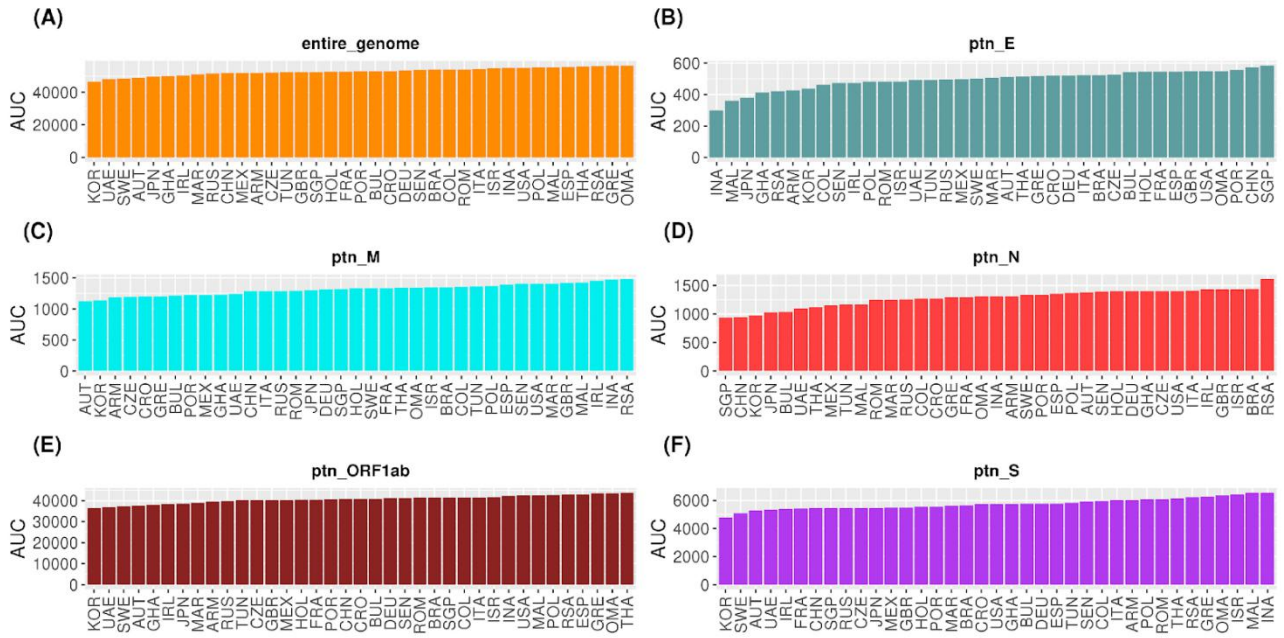 (A)
entire_genome
AUC
40000
20000
0
KOR UAE SWE AUT JPN GHA IRL MAR RUS CHN MEX ARM CZE TUN GBR SGP HOL FRA POR BUL CRO DEU SEN BRA COL ROM ITA ISR INA USA POL MAL ESP THA RSA GRE OMA
(B)
ptn_E
AUC
600
400
200
0
INA MAL JPN GHA RSA ARM KOR COL SEN IRL POL ROM ISR UAE TUN RUS MEX SWE MAR AUT THA GRE CRO DEU ITA BRA CZE BUL HOL FRA ESP GBR USA OMA POR CHN SGP
(C)
ptn_M
AUC
1500
1000
500
0
AUT KOR ARM CZE CRO GRE BUL POR MEX GHA UAE CHN ITA RUS ROM JPN DEU SGP HOL SWE FRA THA OMA ISR BRA COL TUN POL ESP SEN USA MAR GBR MAL IRL INA RSA
(D)
ptn_N
AUC
1500
1000
500
0
SGP CHN KOR JPN BUL UAE THA MEX TUN MAL ROM MAR RUS COL CRO GRE FRA OMA INA ARM SWE POR ESP POL AUT SEN HOL DEU GHA CZE USA ITA IRL GBR ISR BRA RSA
(E)
ptn_ORF1ab
AUC
40000
30000
20000
10000
0
KOR UAE SWE AUT GHA IRL JPN MAR ARM RUS TUN CZE GBR MEX HOL FRA POR CHN CRO BUL DEU SEN ROM BRA SGP COL ITA ISR INA USA MAL POL RSA ESP GRE OMA THA
(F)
ptn_S
AUC
6000
4000
2000
0
KOR SWE AUT UAE IRL FRA CHN SGP RUS CZE JPN MEX GBR HOL POR MAR BRA CRO USA GHA BUL DEU ESP TUN SEN COL ITA ARM POL ROM THA RSA GRE OMA ISR MAL INA